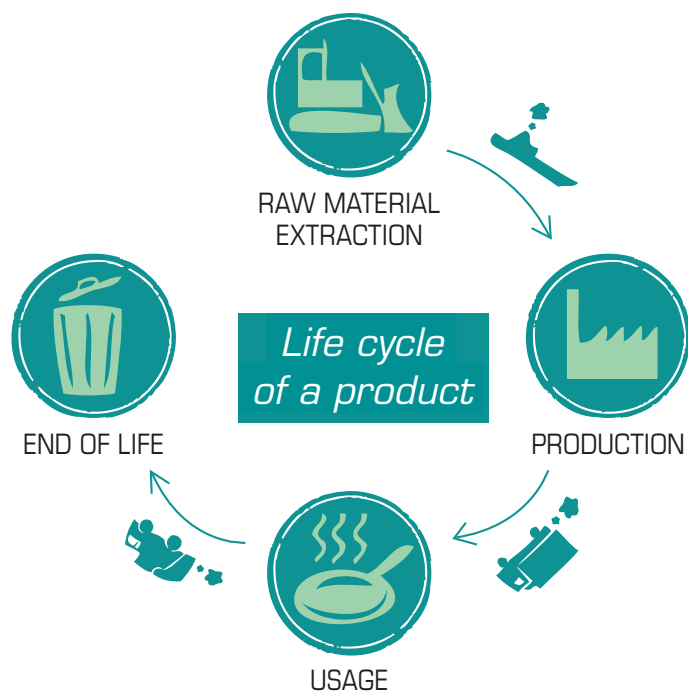 RAW MATERIAL
EXTRACTION
Life cycle
of a product
END OF LIFE
PRODUCTION
USAGE